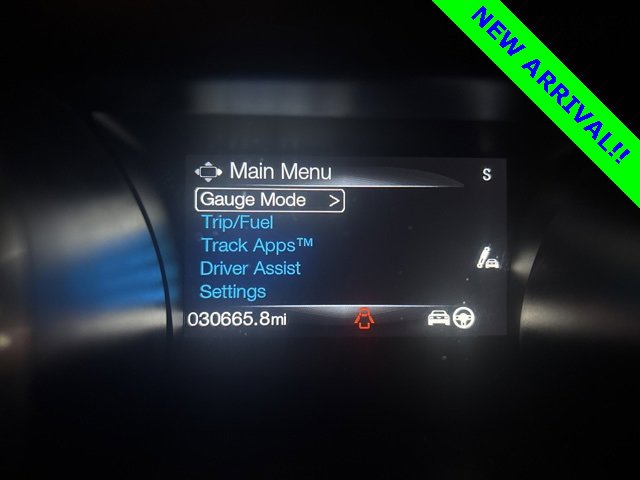 NEW ARRIVAL!!
Main Menu
S
Gauge Mode >
Trip/Fuel
Track Apps™
Driver Assist
Settings
030665.8mi